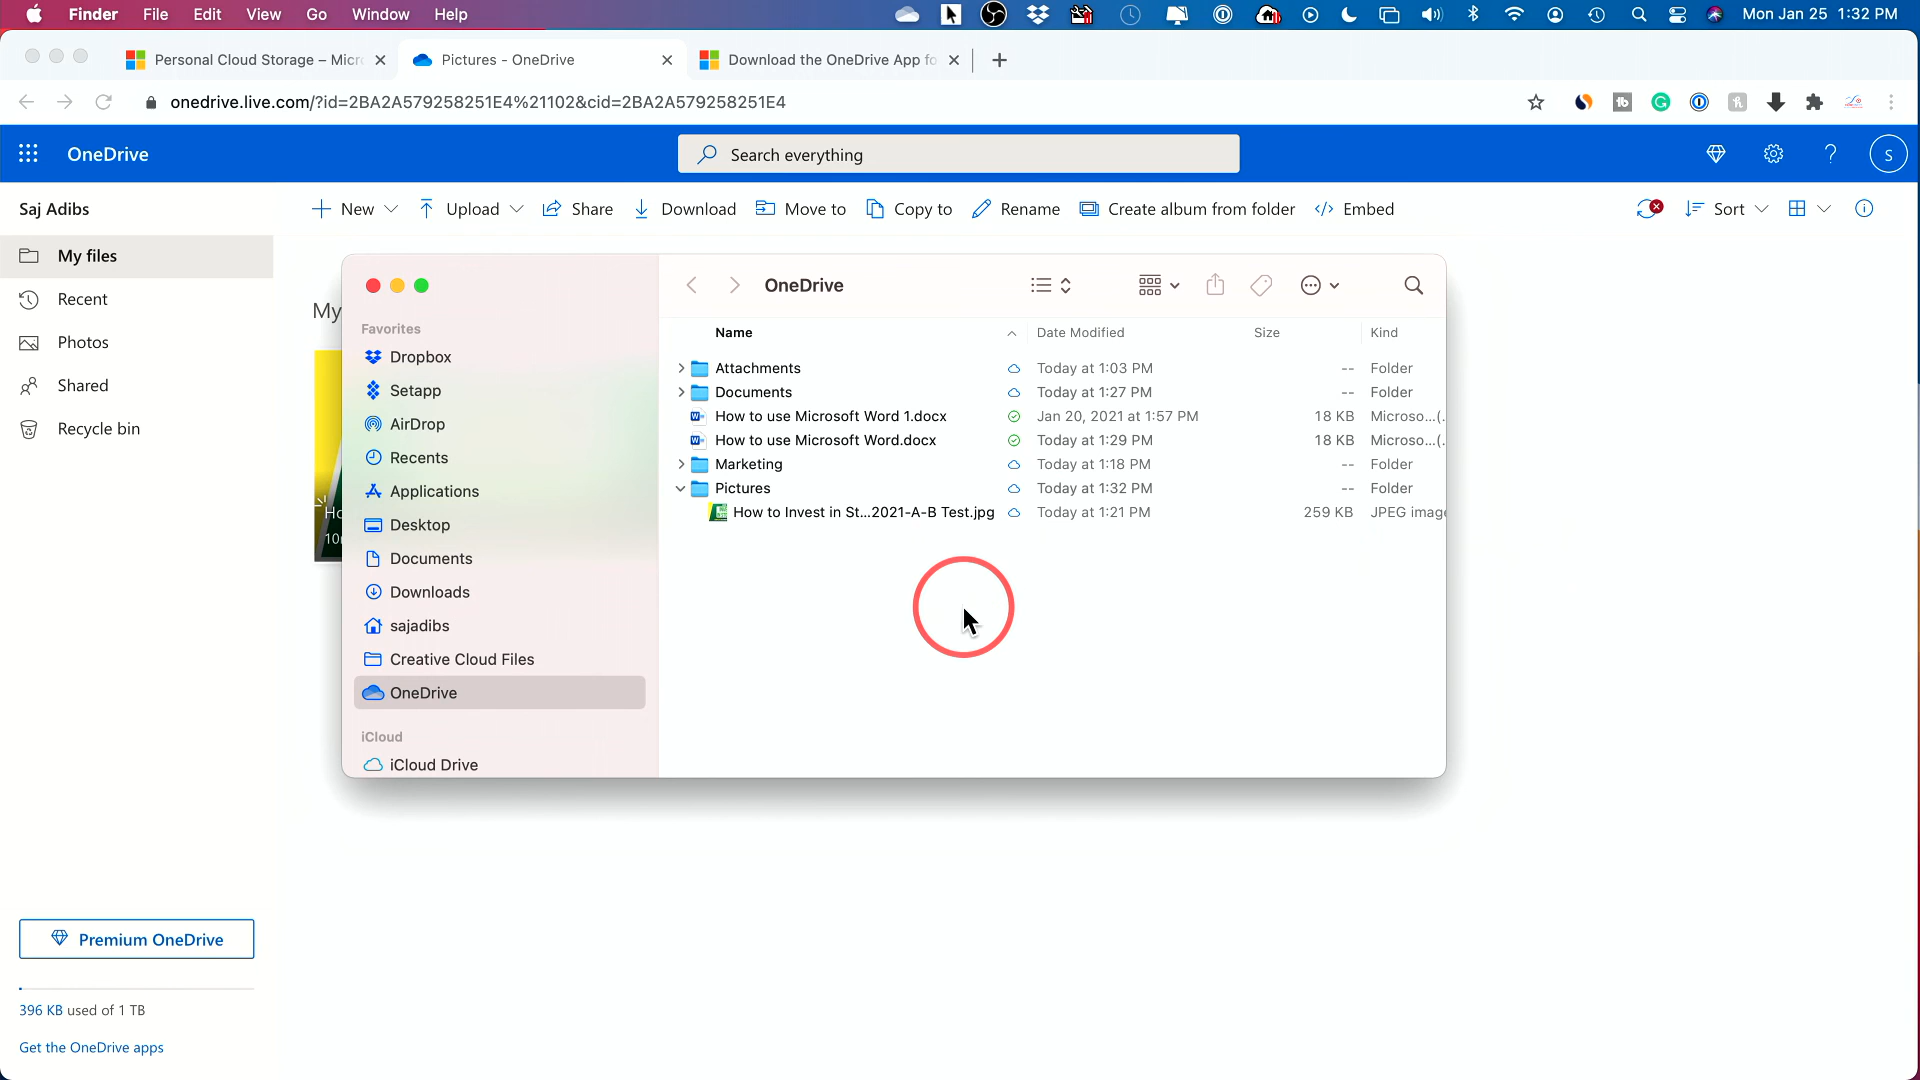 Finder File Edit View Go Window Help Mon Jan 25 1:32 PM
Personal Cloud Storage – Micr Pictures - OneDrive Download the OneDrive App fo
onedrive.live.com/?id=2BA2A579258251E4%21102&cid=2BA2A579258251E4
OneDrive Search everything ? S
Saj Adibs New Upload Share Download Move to Copy to Rename Create album from folder Embed Sort
My files
Recent
Photos
Shared
Recycle bin
My
Ho
10
OneDrive
Favorites
Dropbox
Setapp
AirDrop
Recents
Applications
Desktop
Documents
Downloads
sajadibs
Creative Cloud Files
OneDrive
iCloud
iCloud Drive
Name Date Modified Size Kind
Attachments Today at 1:03 PM -- Folder
Documents Today at 1:27 PM -- Folder
How to use Microsoft Word 1.docx Jan 20, 2021 at 1:57 PM 18 KB Microso...(.
How to use Microsoft Word.docx Today at 1:29 PM 18 KB Microso...(.
Marketing Today at 1:18 PM -- Folder
Pictures Today at 1:32 PM -- Folder
How to Invest in St...2021-A-B Test.jpg Today at 1:21 PM 259 KB JPEG image
Premium OneDrive
396 KB used of 1 TB
Get the OneDrive apps